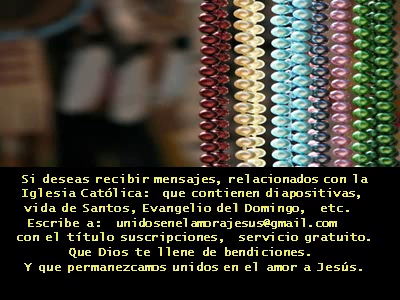 Si deseas recibir mensajes, relacionados con la
Iglesia Católica: que contienen diapositivas,
vida de Santos, Evangelio del Domingo, etc.
Escribe a: unidosenelamorajesus@gmail.com
con el título suscripciones, servicio gratuito.
Que Dios te llene de bendiciones.
Y que permanezcamos unidos en el amor a Jesús.